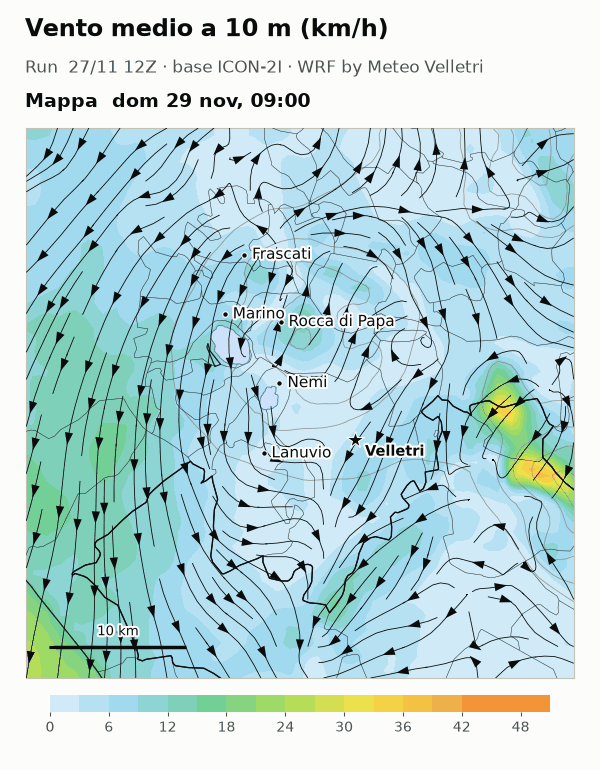 Vento medio a 10 m (km/h)
Run  27/11 12Z · base ICON-2I · WRF by Meteo Velletri
Mappa  dom 29 nov, 09:00
Frascati
Marino
Rocca di Papa
Nemi
Velletri
Lanuvio
10 km
0 6 12 18 24 30 36 42 48